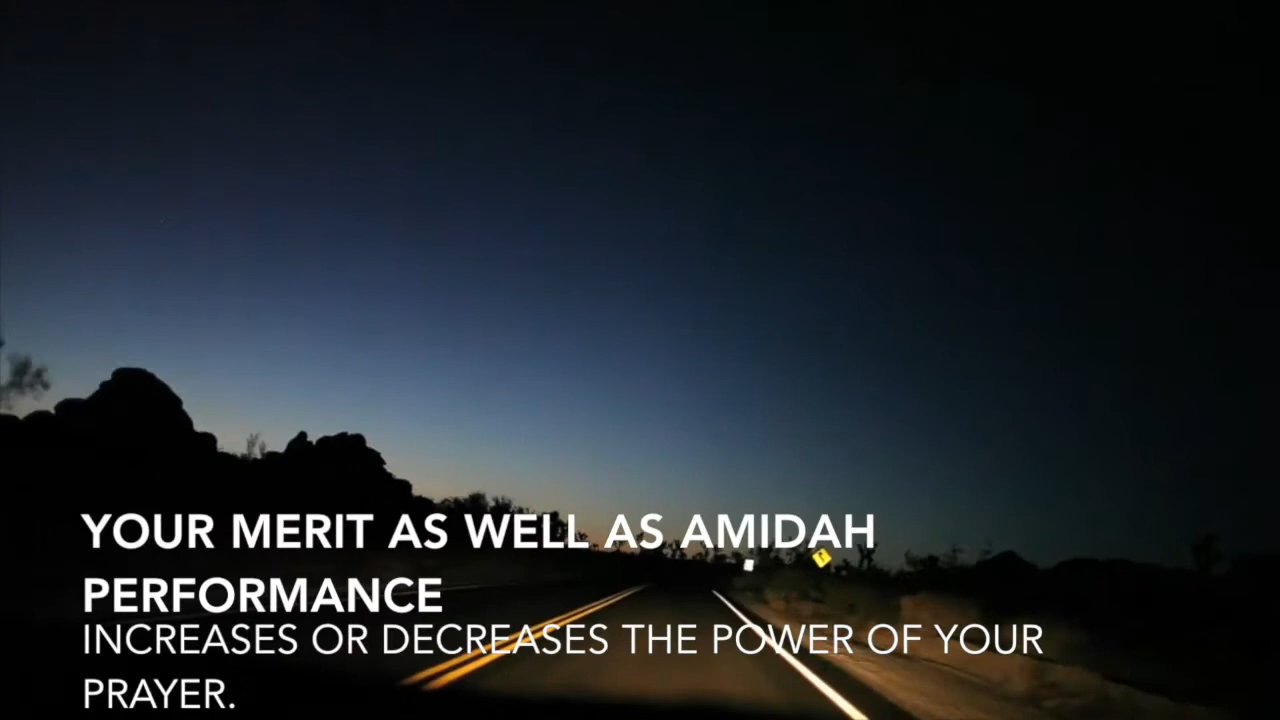 YOUR MERIT AS WELL AS AMIDAH
PERFORMANCE
INCREASES OR DECREASES THE POWER OF YOUR
PRAYER.